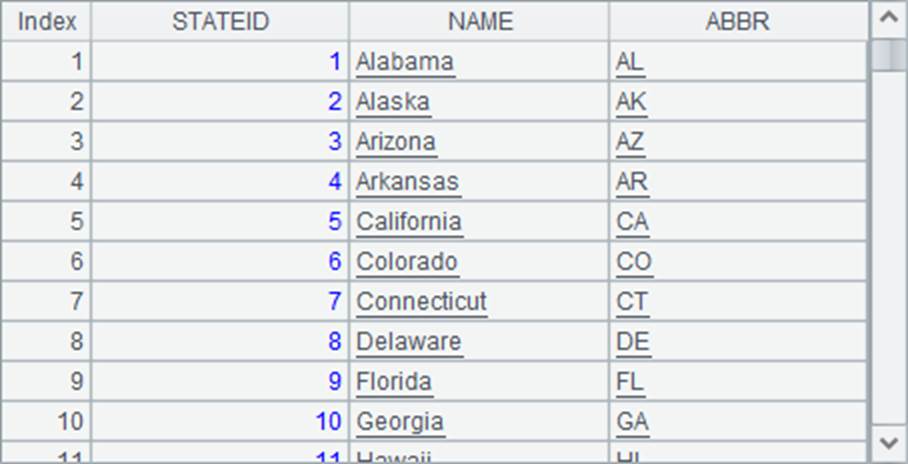 Index STATEID NAME ABBR
1 1 Alabama AL
2 2 Alaska AK
3 3 Arizona AZ
4 4 Arkansas AR
5 5 California CA
6 6 Colorado CO
7 7 Connecticut CT
8 8 Delaware DE
9 9 Florida FL
10 10 Georgia GA
11 11 Hawaii HI